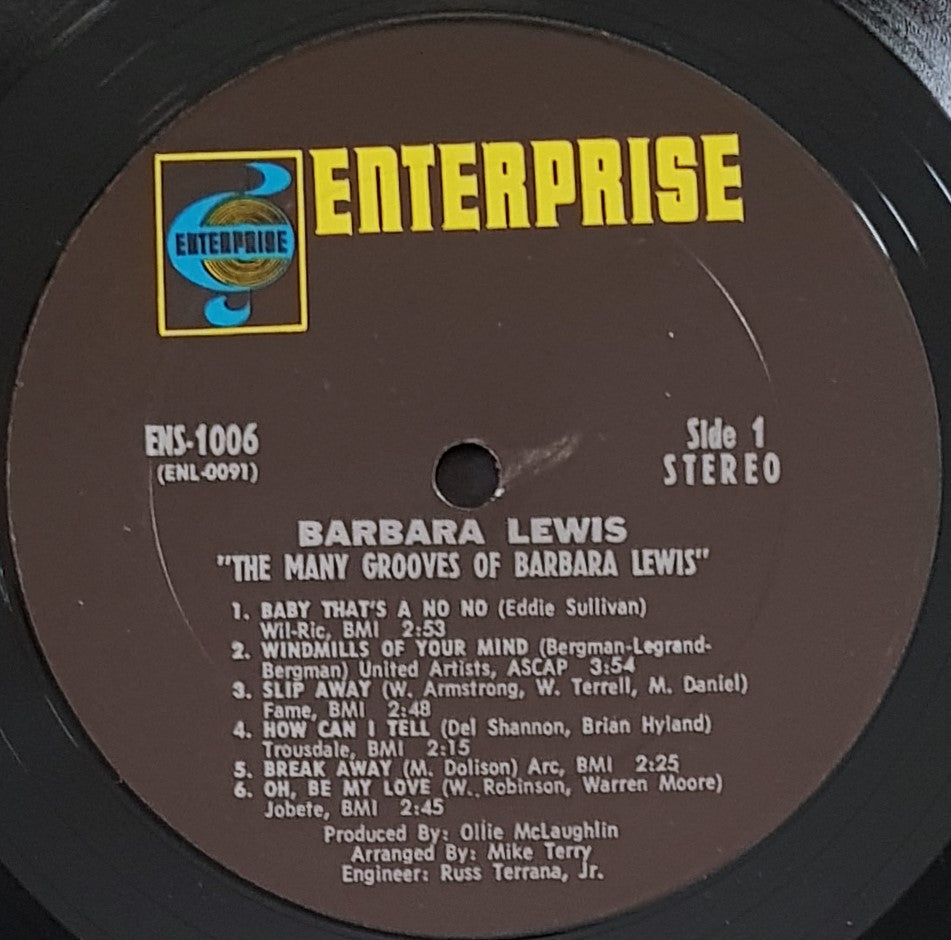 ENTERPRISE
ENTERPRISE
ENS-1006
(ENL-0091)
Side 1
STEREO
BARBARA LEWIS
"THE MANY GROOVES OF BARBARA LEWIS"
1. BABY THAT'S A NO NO (Eddie Sullivan)
Wil-Ric, BMI 2:53
2. WINDMILLS OF YOUR MIND (Bergman-Legrand-
Bergman) United Artists, ASCAP 3:54
3. SLIP AWAY (W. Armstrong, W. Terrell, M. Daniel)
Fame, BMI 2:48
4. HOW CAN I TELL (Del Shannon, Brian Hyland)
Trousdale, BMI 2:15
5. BREAK AWAY (M. Dolison) Arc, BMI 2:25
6. OH, BE MY LOVE (W. Robinson, Warren Moore)
Jobete, BMI 2:45
Produced By: Ollie McLaughlin
Arranged By: Mike Terry
Engineer: Russ Terrana, Jr.